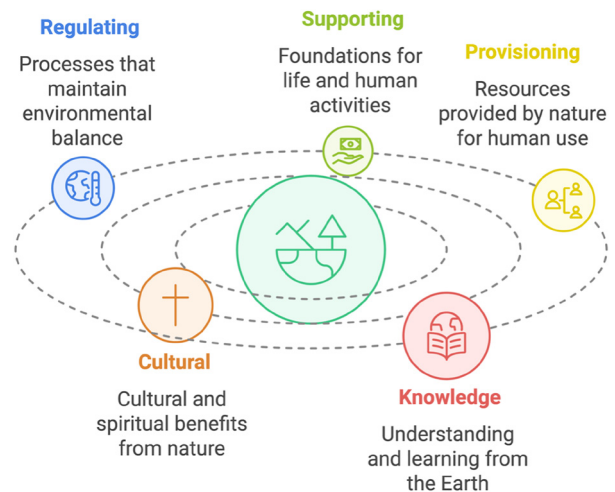 Regulating
Processes that
maintain
environmental
balance
Supporting
Foundations for
life and human
activities
Provisioning
Resources
provided by nature
for human use
Cultural
Cultural and
spiritual benefits
from nature
Knowledge
Understanding
and learning from
the Earth